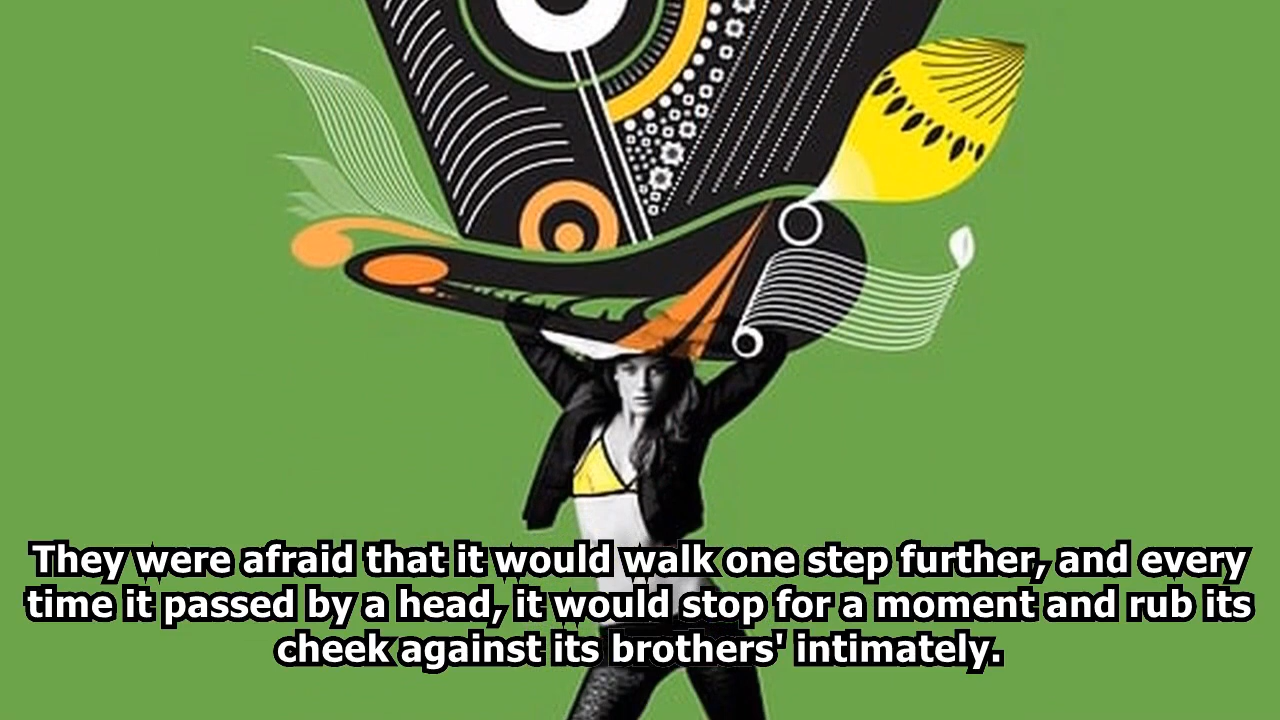 They were afraid that it would walk one step further, and every
time it passed by a head, it would stop for a moment and rub its
cheek against its brothers' intimately.